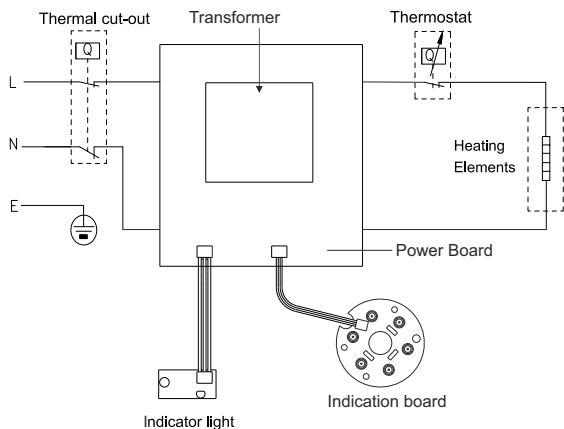 Thermal cut-out
Transformer
Thermostat
Q
Q
L
N
E
Heating
Elements
Power Board
Indication board
Indicator light